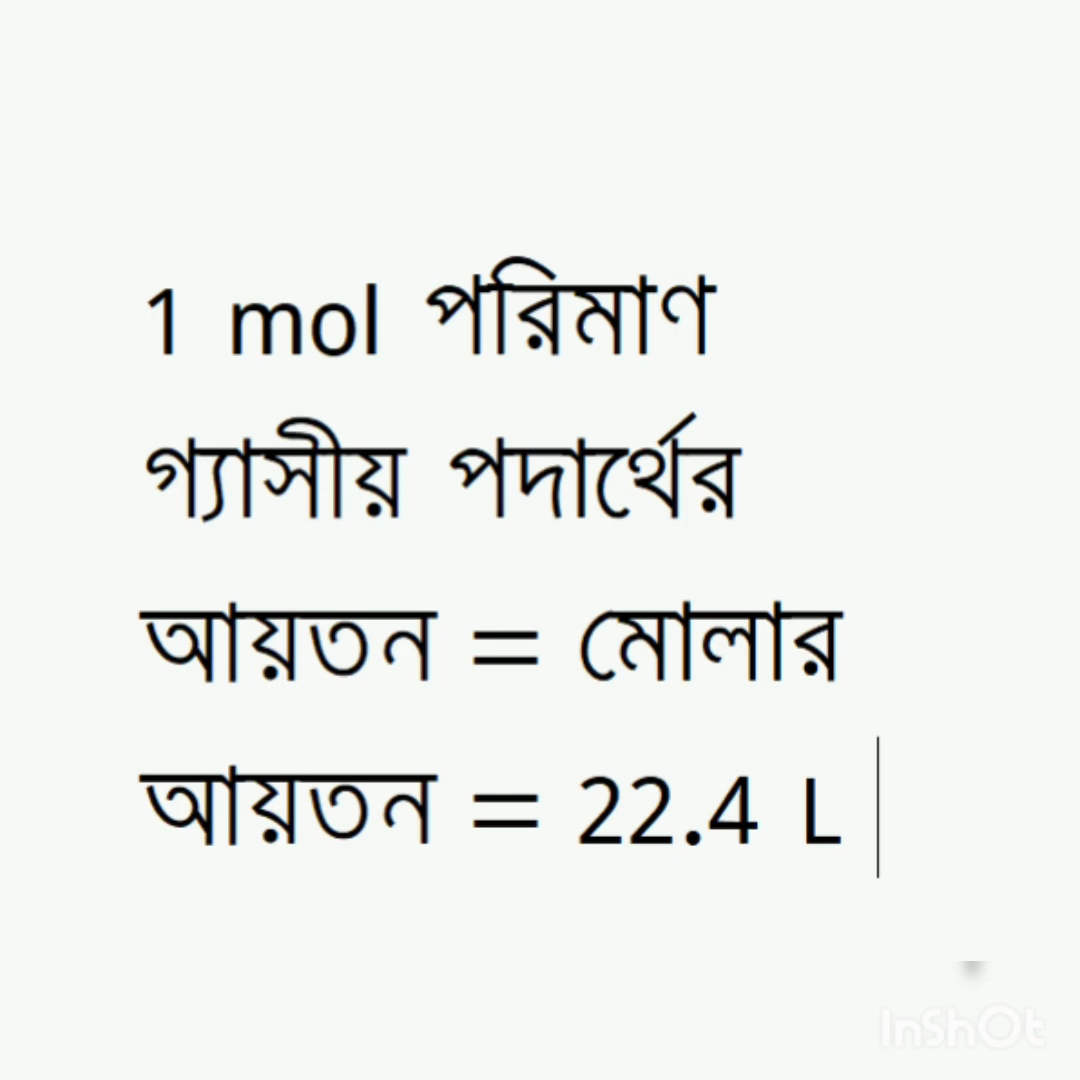 1 mol পরিমাণ
গ্যাসীয় পদার্থের
আয়তন = মোলার
আয়তন = 22.4 L
InShOt